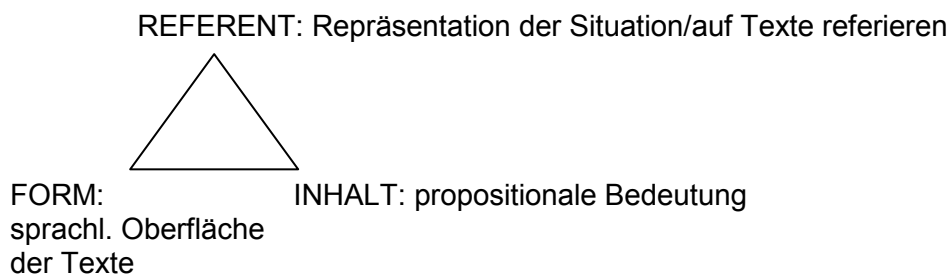 REFERENT: Repräsentation der Situation/auf Texte referieren
FORM: INHALT: propositionale Bedeutung
sprachl. Oberfläche
der Texte